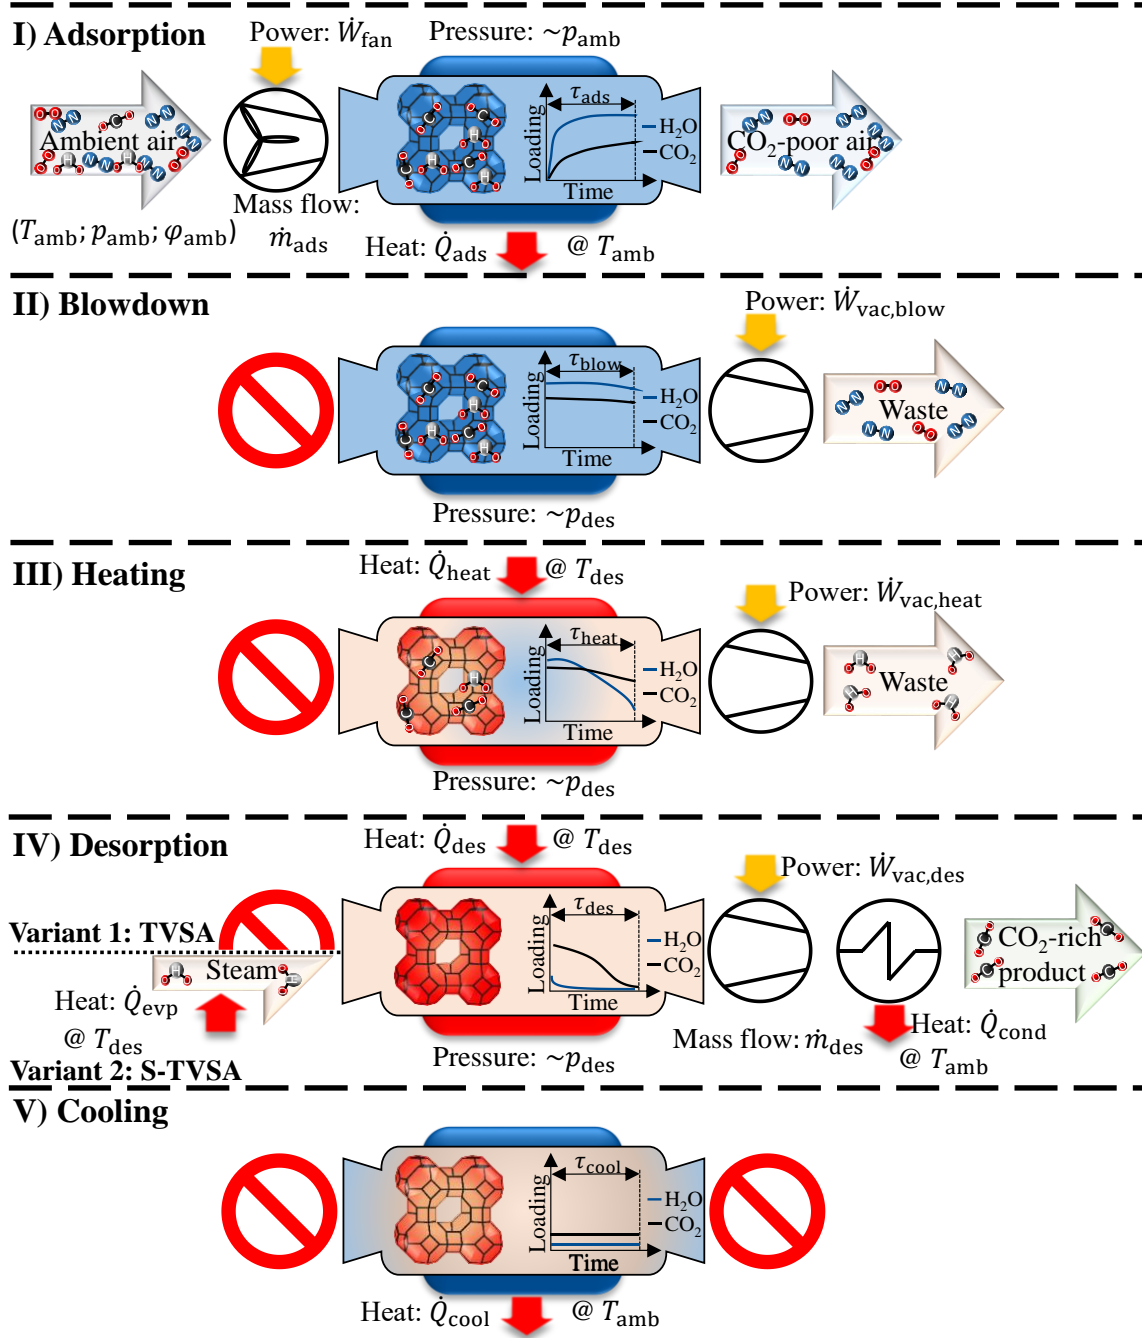 I) Adsorption
Power: Ẇfan
Pressure: ~pamb
Ambient air
τads
Loading
H2O
CO2
Time
CO2-poor air
(Tamb; pamb; φamb)
Mass flow:
ṁads
Heat: Q̇ads @ Tamb
II) Blowdown
Power: Ẇvac,blow
τblow
Loading
H2O
CO2
Time
Waste
Pressure: ~pdes
III) Heating
Heat: Q̇heat @ Tdes
Power: Ẇvac,heat
τheat
Loading
H2O
CO2
Time
Waste
Pressure: ~pdes
IV) Desorption
Heat: Q̇des @ Tdes
Power: Ẇvac,des
Variant 1: TVSA
Steam
Heat: Q̇evp
@ Tdes
Variant 2: S-TVSA
τdes
Loading
H2O
CO2
Time
CO2-rich
product
Pressure: ~pdes
Mass flow: ṁdes
Heat: Q̇cond
@ Tamb
V) Cooling
τcool
Loading
H2O
CO2
Time
Heat: Q̇cool @ Tamb